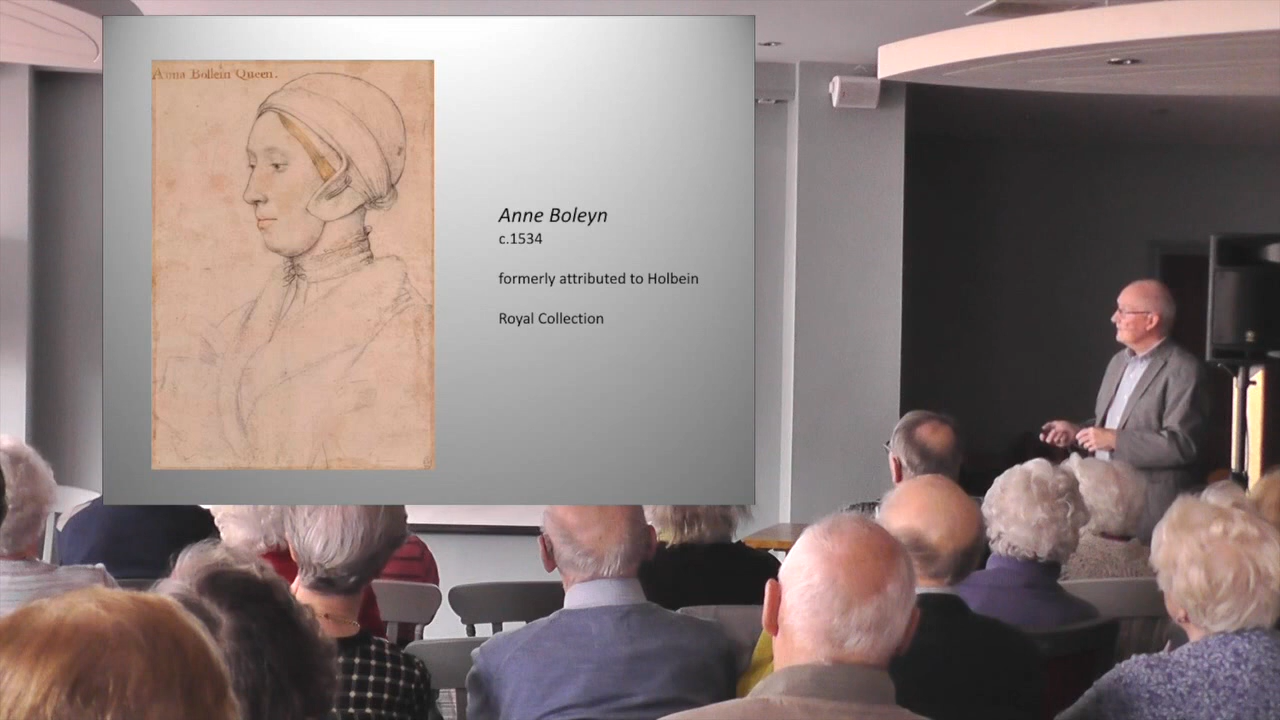 Anna Bollein Queen.
Anne Boleyn
c.1534
formerly attributed to Holbein
Royal Collection